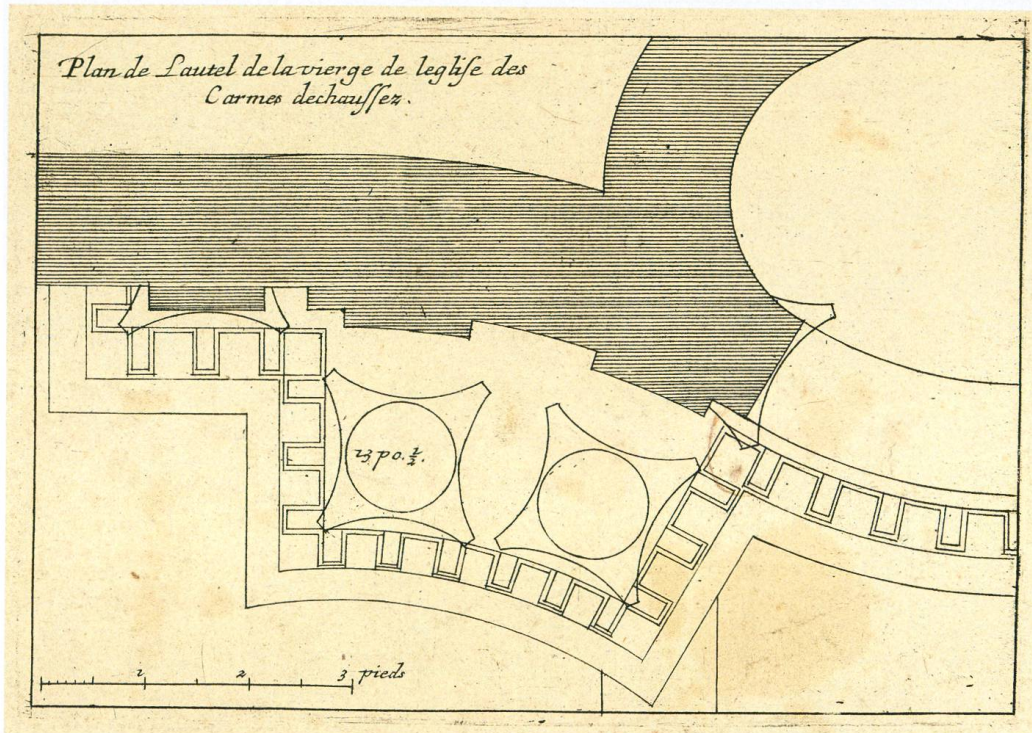 Plan de Lautel de la vierge de leglise des
Carmes dechaussez.
13 po. ½.
1 2 3 pieds